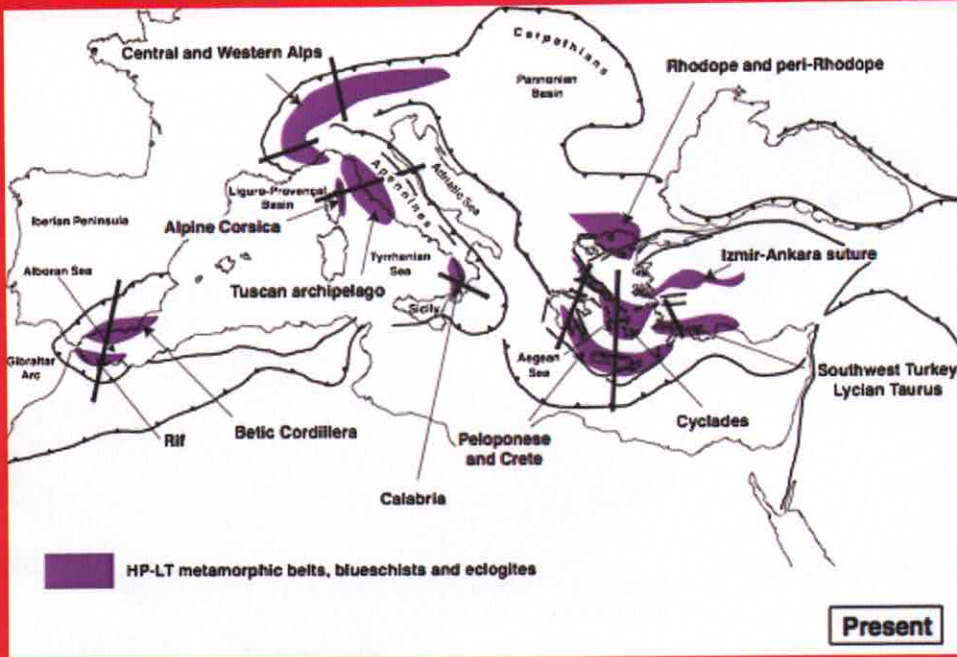 Carpathians
Central and Western Alps
Rhodope and peri-Rhodope
Pannonian
Basin
Apennines
Adriatic Sea
Liguro-Provençal
Basin
Iberian Peninsula
Alpine Corsica
Tyrrhenian
Sea
Izmir-Ankara suture
Alboran Sea
Tuscan archipelago
Sicily
Gibraltar
Arc
Aegean
Sea
Southwest Turkey
Lycian Taurus
Cyclades
Rif
Betic Cordillera
Peloponese
and Crete
Calabria
HP-LT metamorphic belts, blueschists and eclogites
Present